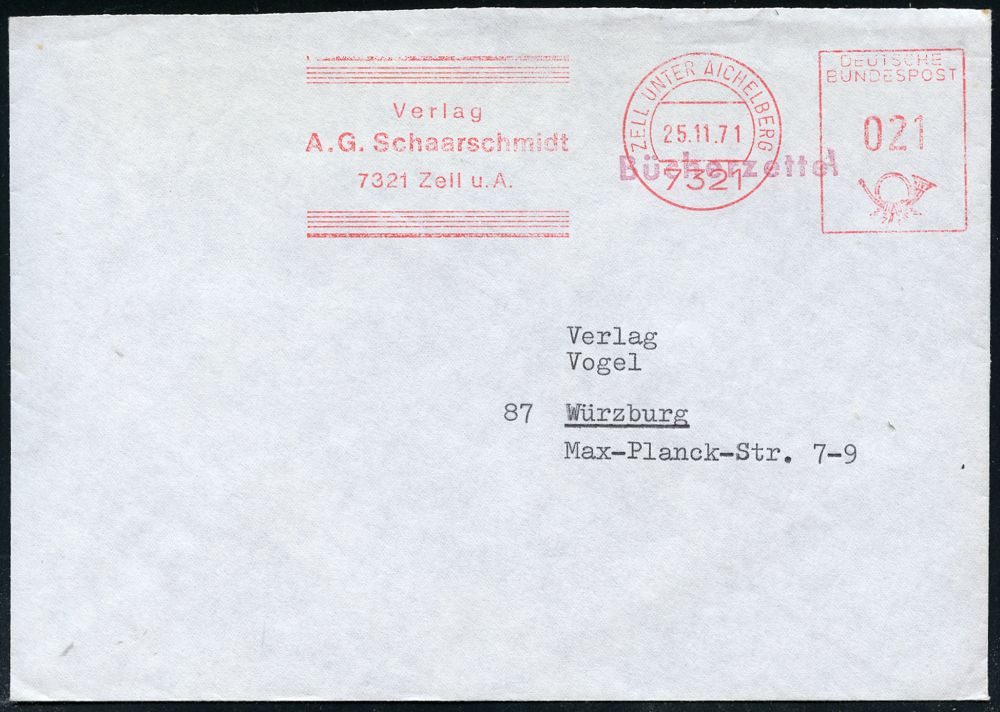 Verlag
A.G. Schaarschmidt
7321 Zell u.A.
ZELL UNTER AICHELBERG
25.11.71
7321
Bücherzettel
DEUTSCHE
BUNDESPOST
021
Verlag
Vogel
87 Würzburg
Max-Planck-Str. 7-9